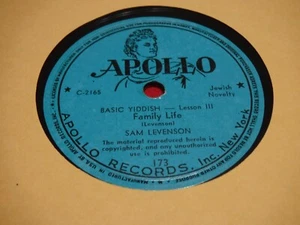 APOLLO
C-2165
Jewish
Novelty
BASIC YIDDISH — Lesson III
Family Life
(Levenson)
SAM LEVENSON
The material reproduced herein is
copyrighted, and any unauthorized
use is prohibited.
173
APOLLO RECORDS, Inc. New York